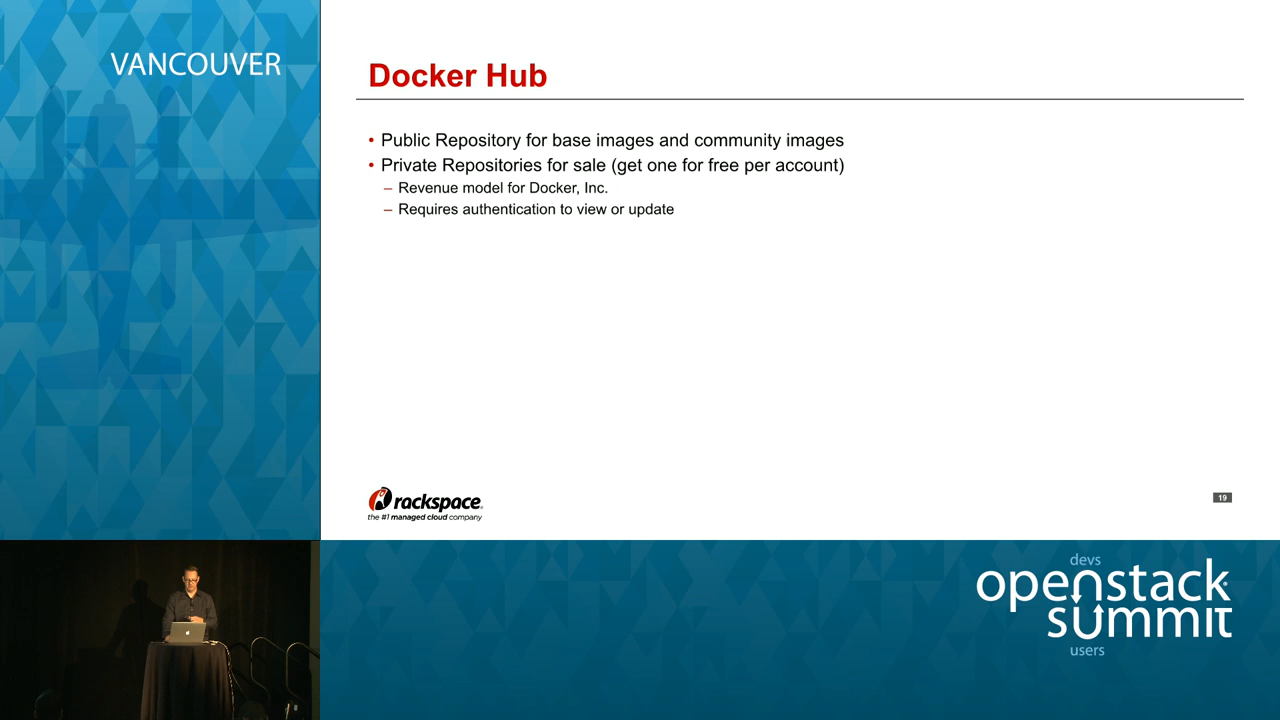 VANCOUVER
Docker Hub
• Public Repository for base images and community images
• Private Repositories for sale (get one for free per account)
– Revenue model for Docker, Inc.
– Requires authentication to view or update
rackspace
the #1 managed cloud company
19
devs
openstack
summit
users